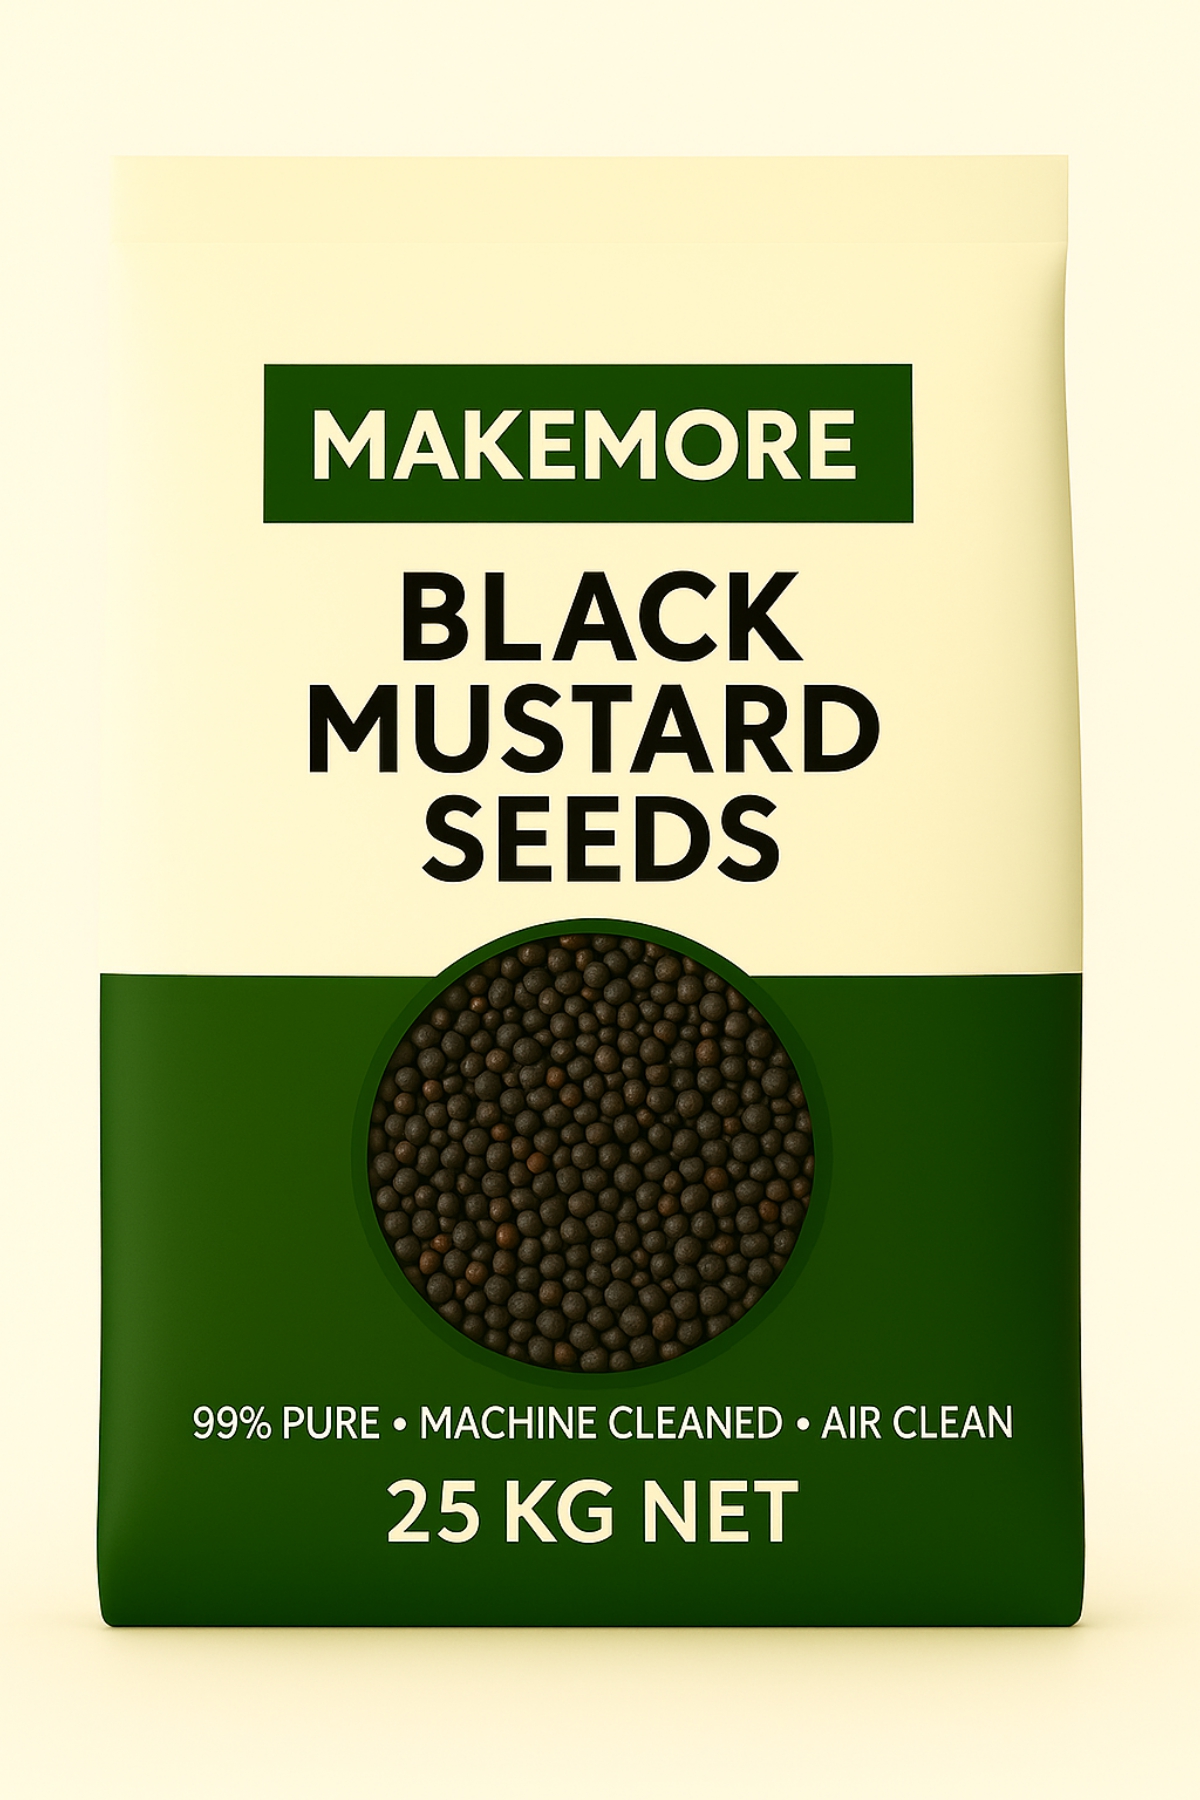 MAKEMORE
BLACK
MUSTARD
SEEDS
99% PURE • MACHINE CLEANED • AIR CLEAN
25 KG NET